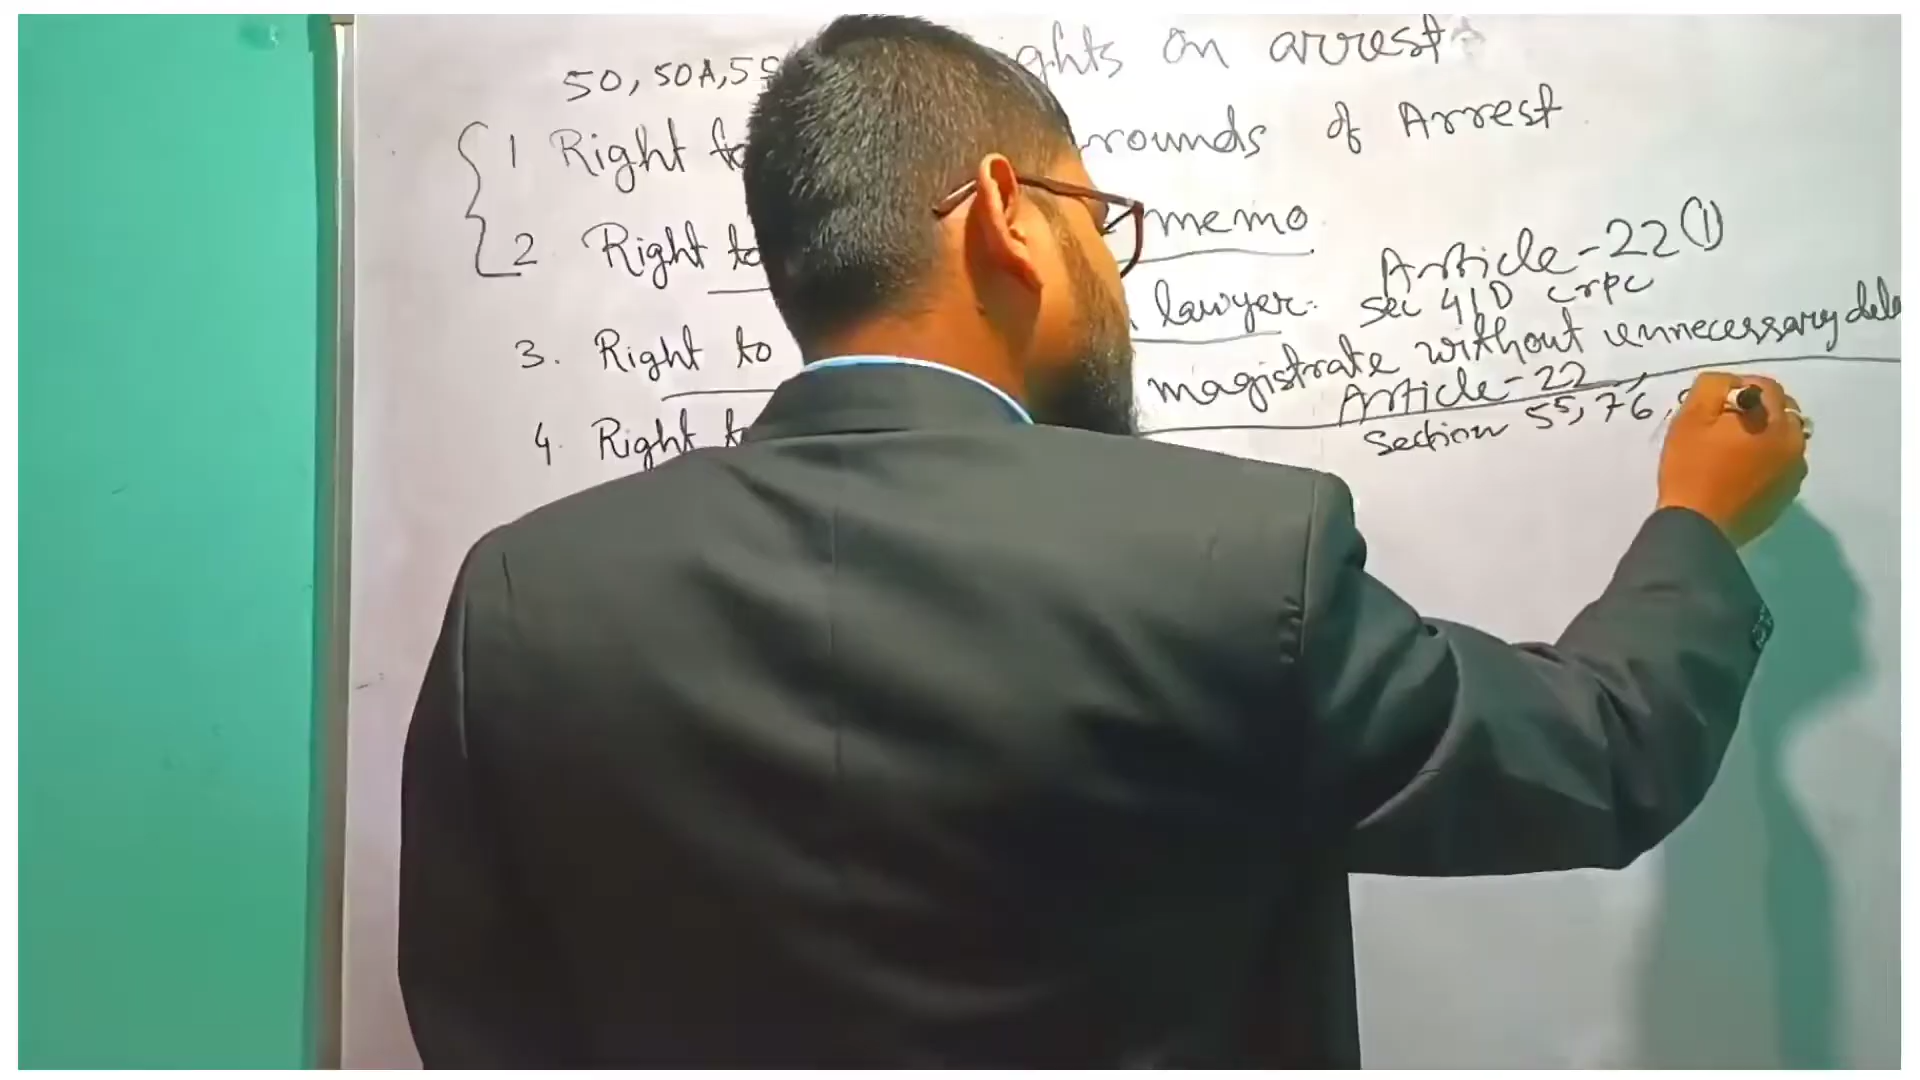 50, 50A, 55 ghts on arrest
1 Right to rounds of Arrest
2 Right to memo
Article-22 (1)
3. Right to lawyer. sec 41D crpc
4. Right to magistrate without unnecessary dela
Article-22
section 55, 76,